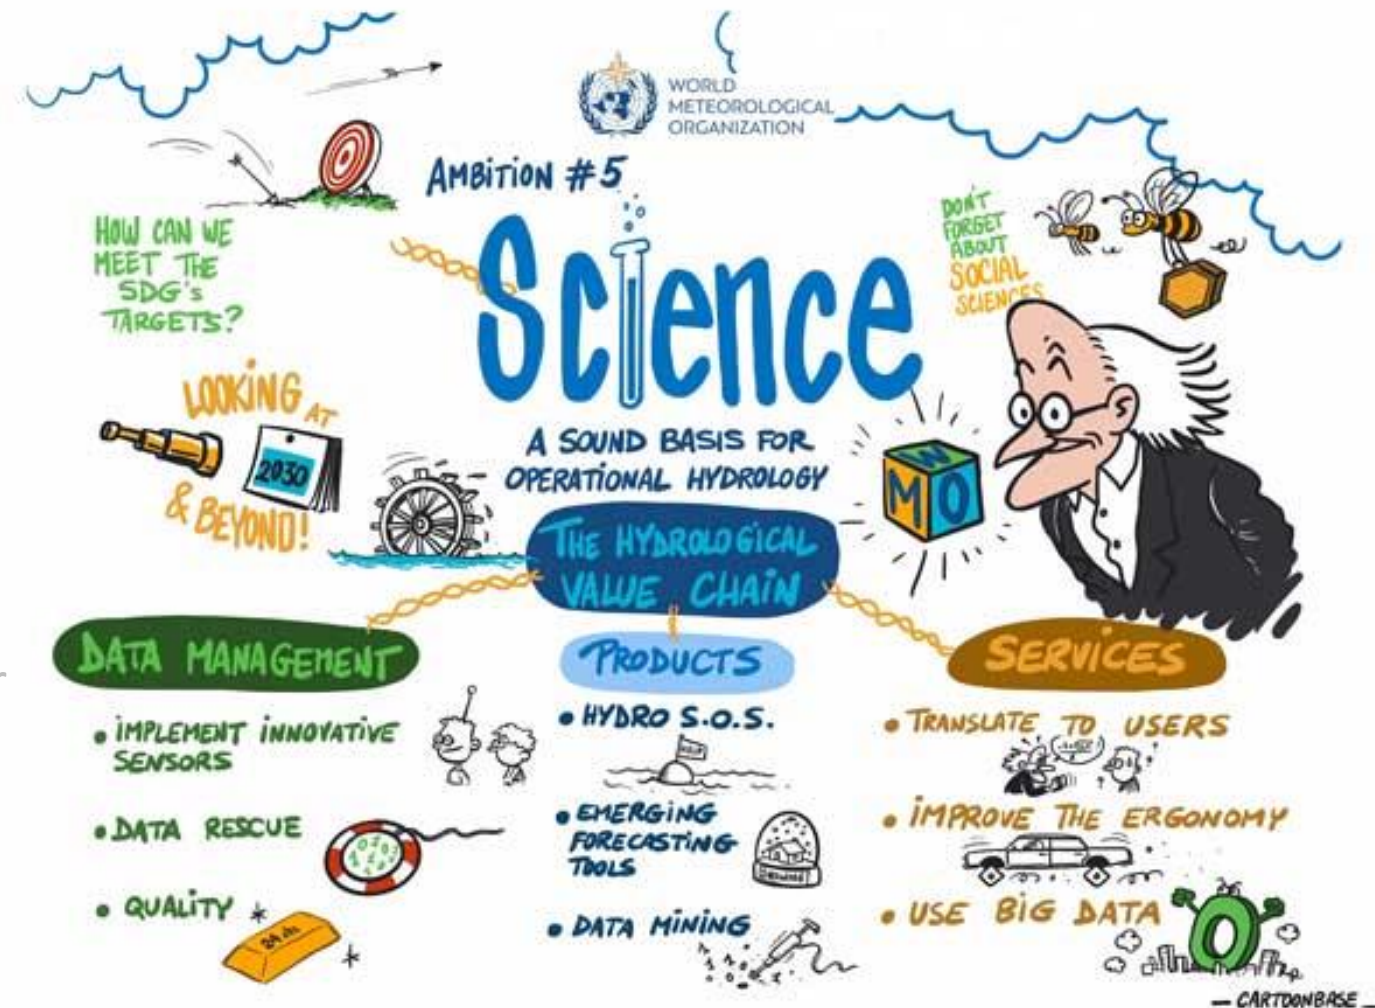 WORLD
METEOROLOGICAL
ORGANIZATION
AMBITION #5
Science
A SOUND BASIS FOR
OPERATIONAL HYDROLOGY
HOW CAN WE
MEET THE
SDG's
TARGETS?
LOOKING AT
2030
& BEYOND!
DON'T
FORGET
ABOUT
SOCIAL
SCIENCES
W
M O
THE HYDROLOGICAL
VALUE CHAIN
DATA MANAGEMENT
• IMPLEMENT INNOVATIVE
SENSORS
• DATA RESCUE
• QUALITY
PRODUCTS
• HYDRO S.O.S.
• EMERGING
FORECASTING
TOOLS
• DATA MINING
SERVICES
• TRANSLATE TO USERS
• IMPROVE THE ERGONOMY
• USE BIG DATA
O
— CARTOONBASE —